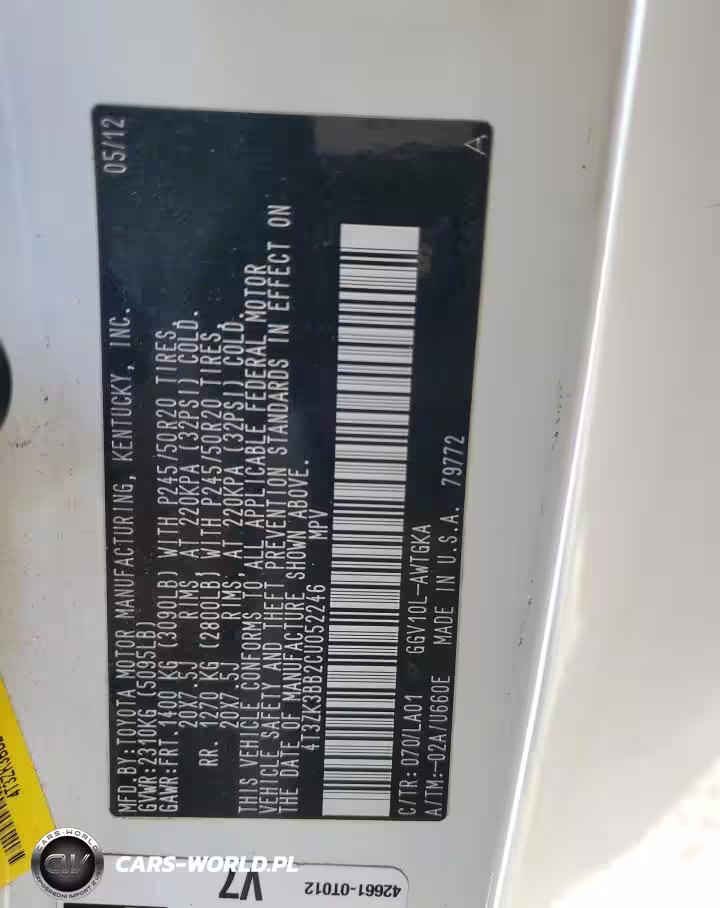 MFD.BY:TOYOTA MOTOR MANUFACTURING, KENTUCKY, INC. 05/12
GVWR:2310KG (5095LB)
GAWR:FRT.1400 KG (3090LB) WITH P245/50R20 TIRES,
20X7.5J RIMS, AT 220KPA (32PSI) COLD.
RR. 1270 KG (2800LB) WITH P245/50R20 TIRES,
20X7.5J RIMS, AT 220KPA (32PSI) COLD.
THIS VEHICLE CONFORMS TO ALL APPLICABLE FEDERAL MOTOR
VEHICLE SAFETY AND THEFT PREVENTION STANDARDS IN EFFECT ON
THE DATE OF MANUFACTURE SHOWN ABOVE.
4T3ZK3BB2CU052246 MPV
C/TR:070/LA01 GGV10L-AWTGKA
A/TM:-02A/U660E MADE IN U.S.A. 79772 A
V7
42661-0T012
CARS-WORLD
CW
CARS-WORLD.PL